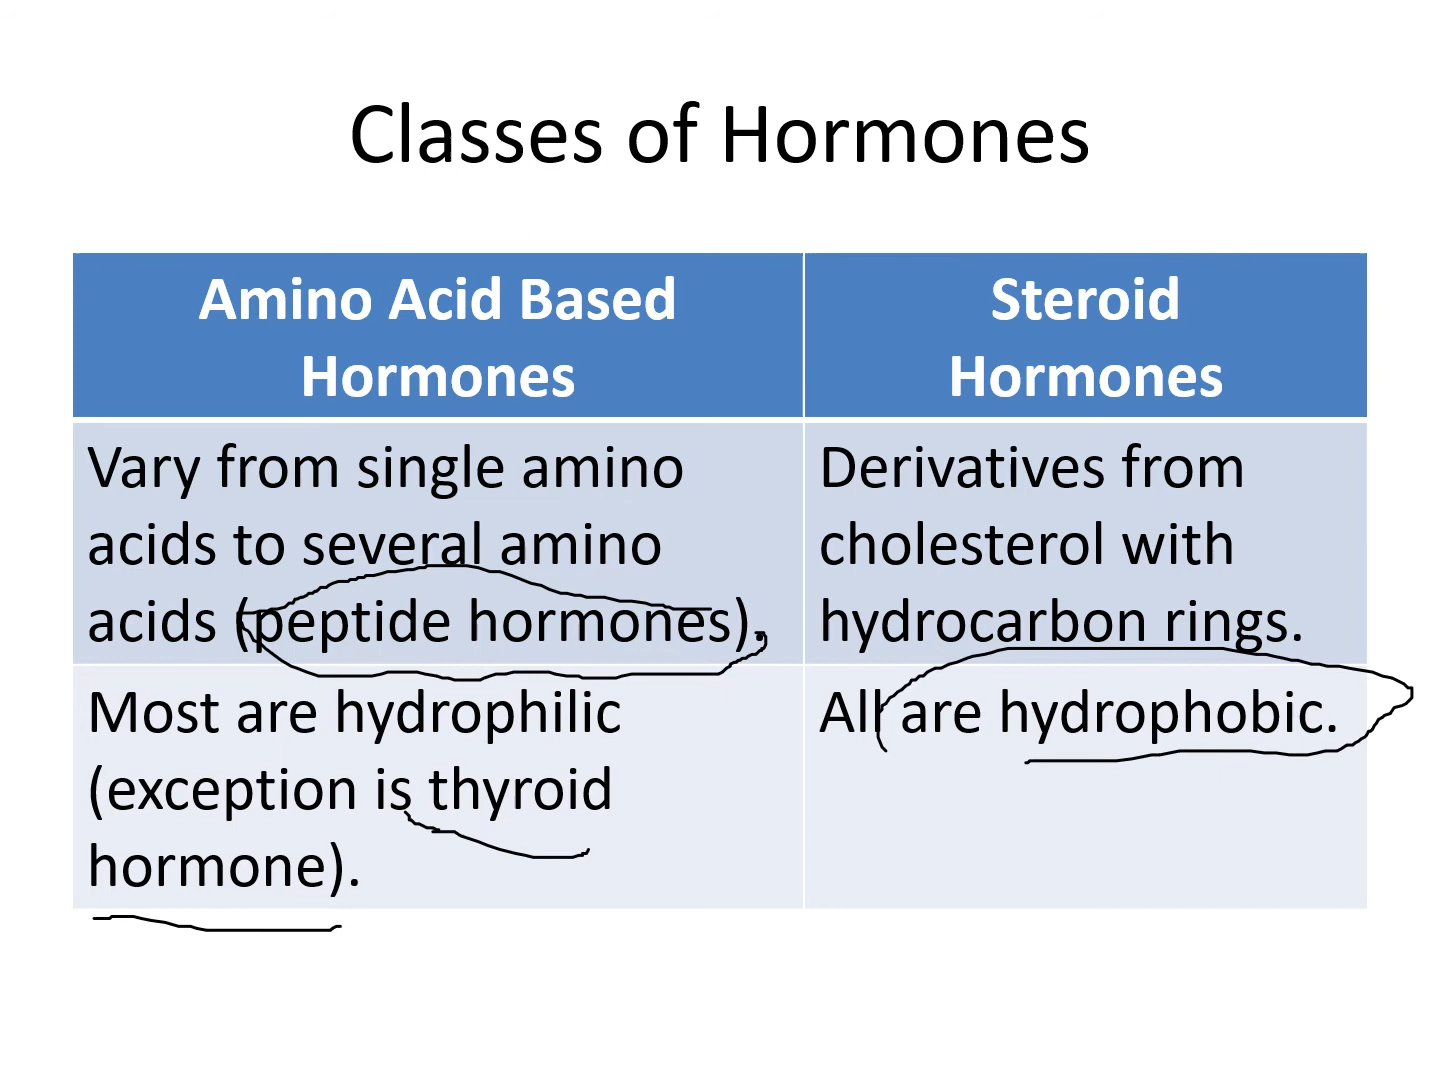 Classes of Hormones
Amino Acid Based
Hormones
Steroid
Hormones
Vary from single amino
acids to several amino
acids (peptide hormones).
Derivatives from
cholesterol with
hydrocarbon rings.
Most are hydrophilic
(exception is thyroid
hormone).
All are hydrophobic.